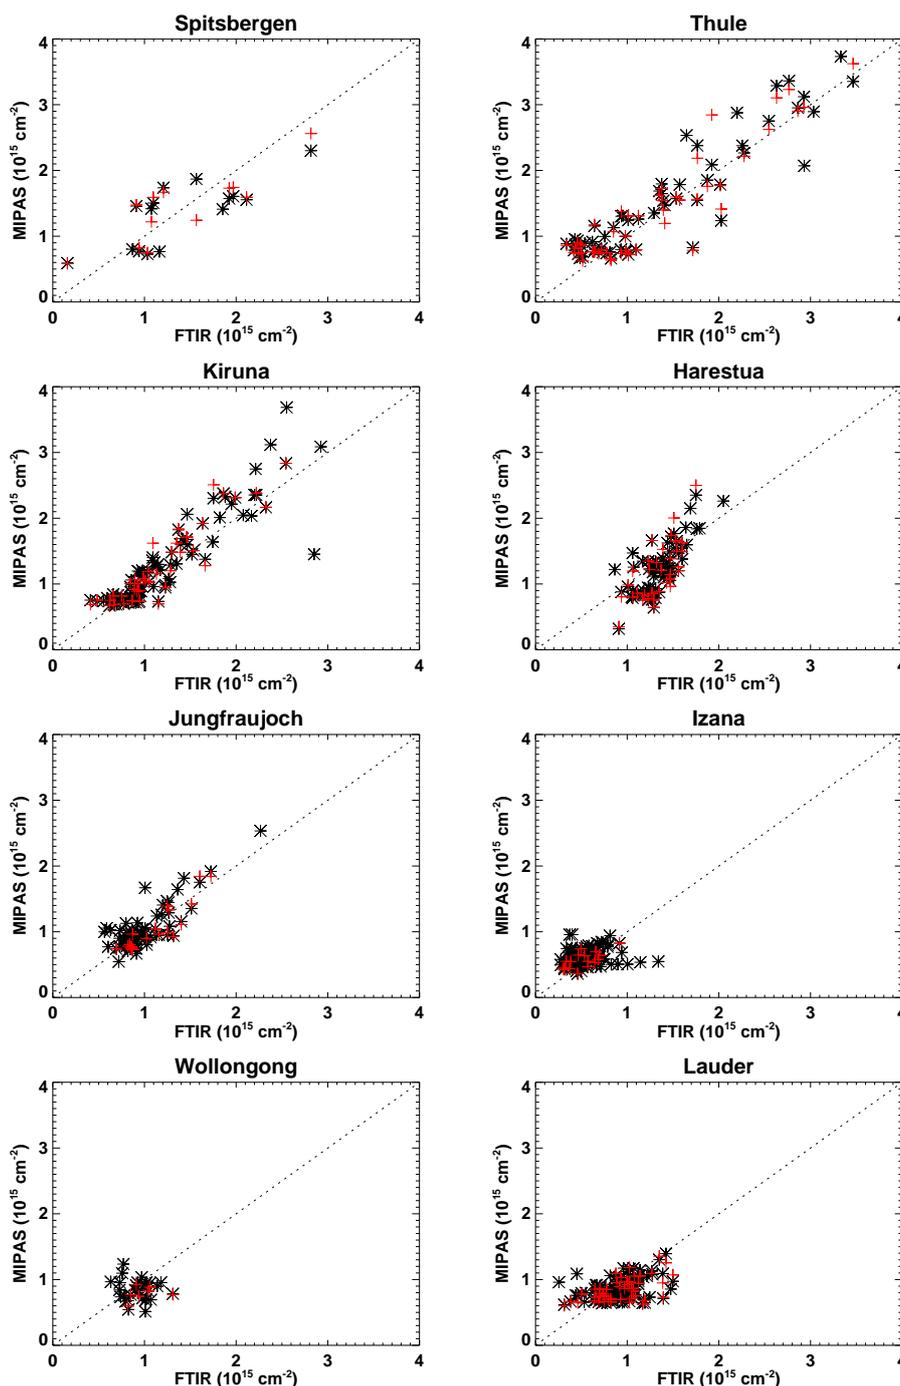 Spitsbergen
4
3
2
1
0
MIPAS (10¹⁵ cm⁻²)
0 1 2 3 4
FTIR (10¹⁵ cm⁻²)
Thule
4
3
2
1
0
MIPAS (10¹⁵ cm⁻²)
0 1 2 3 4
FTIR (10¹⁵ cm⁻²)
Kiruna
4
3
2
1
0
MIPAS (10¹⁵ cm⁻²)
0 1 2 3 4
FTIR (10¹⁵ cm⁻²)
Harestua
4
3
2
1
0
MIPAS (10¹⁵ cm⁻²)
0 1 2 3 4
FTIR (10¹⁵ cm⁻²)
Jungfraujoch
4
3
2
1
0
MIPAS (10¹⁵ cm⁻²)
0 1 2 3 4
FTIR (10¹⁵ cm⁻²)
Izana
4
3
2
1
0
MIPAS (10¹⁵ cm⁻²)
0 1 2 3 4
FTIR (10¹⁵ cm⁻²)
Wollongong
4
3
2
1
0
MIPAS (10¹⁵ cm⁻²)
0 1 2 3 4
FTIR (10¹⁵ cm⁻²)
Lauder
4
3
2
1
0
MIPAS (10¹⁵ cm⁻²)
0 1 2 3 4
FTIR (10¹⁵ cm⁻²)